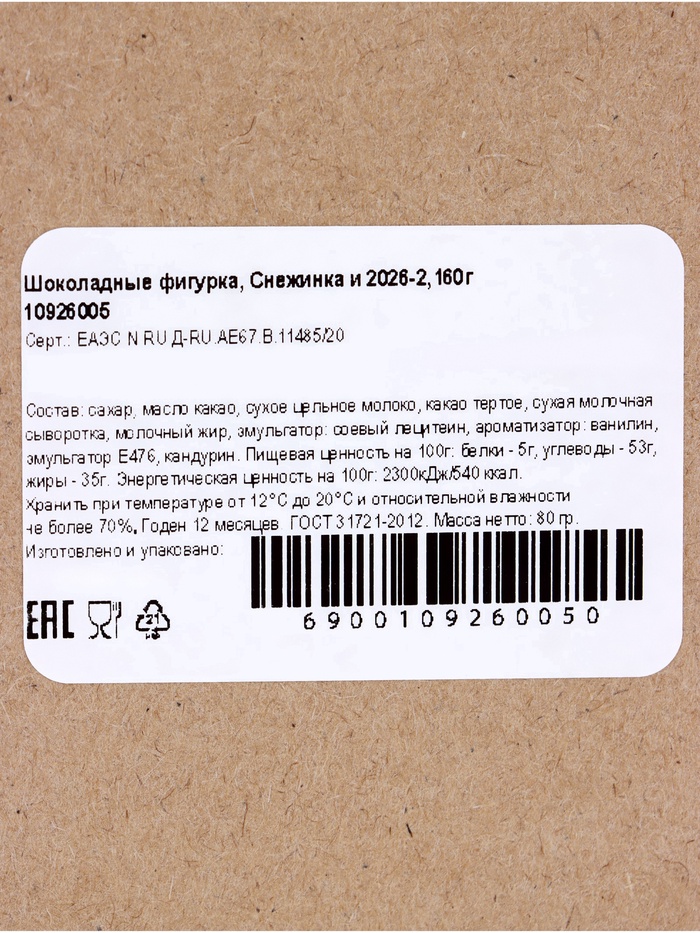 Шоколадные фигурка, Снежинка и 2026-2, 160г
10926005
Серт.: ЕАЭС N RU Д-RU.АЕ67.В.11485/20
Состав: сахар, масло какао, сухое цельное молоко, какао тертое, сухая молочная
сыворотка, молочный жир, эмульгатор: соевый лецитеин, ароматизатор: ванилин,
эмульгатор Е476, кандурин. Пищевая ценность на 100г: белки - 5г, углеводы - 53г,
жиры - 35г. Энергетическая ценность на 100г: 2300кДж/540 ккал.
Хранить при температуре от 12°С до 20°С и относительной влажности
не более 70%. Годен 12 месяцев. ГОСТ 31721-2012. Масса нетто: 80 гр.
Изготовлено и упаковано:
6900109260050
EAC
21